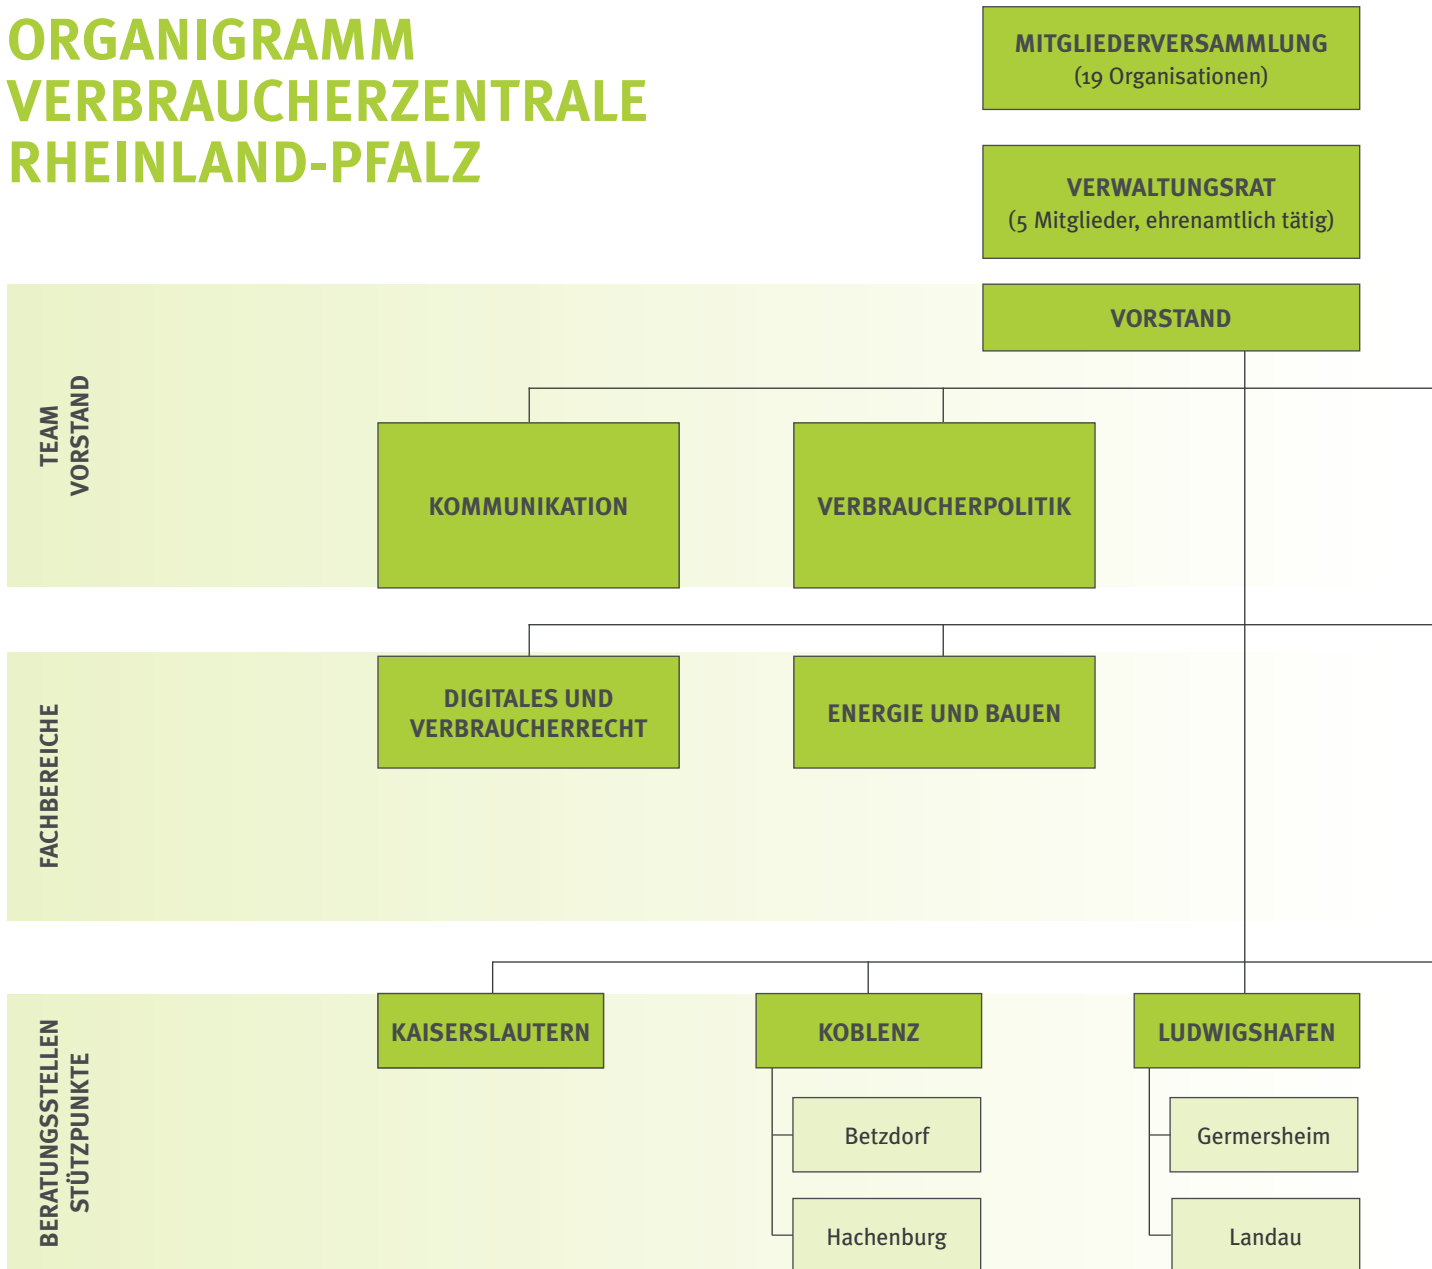 ORGANIGRAMM
VERBRAUCHERZENTRALE
RHEINLAND-PFALZ
MITGLIEDERVERSAMMLUNG
(19 Organisationen)
VERWALTUNGSRAT
(5 Mitglieder, ehrenamtlich tätig)
VORSTAND
TEAM
VORSTAND
KOMMUNIKATION
VERBRAUCHERPOLITIK
FACHBEREICHE
DIGITALES UND
VERBRAUCHERRECHT
ENERGIE UND BAUEN
BERATUNGSSTELLEN
STÜTZPUNKTE
KAISERSLAUTERN
KOBLENZ
LUDWIGSHAFEN
Betzdorf
Germersheim
Hachenburg
Landau